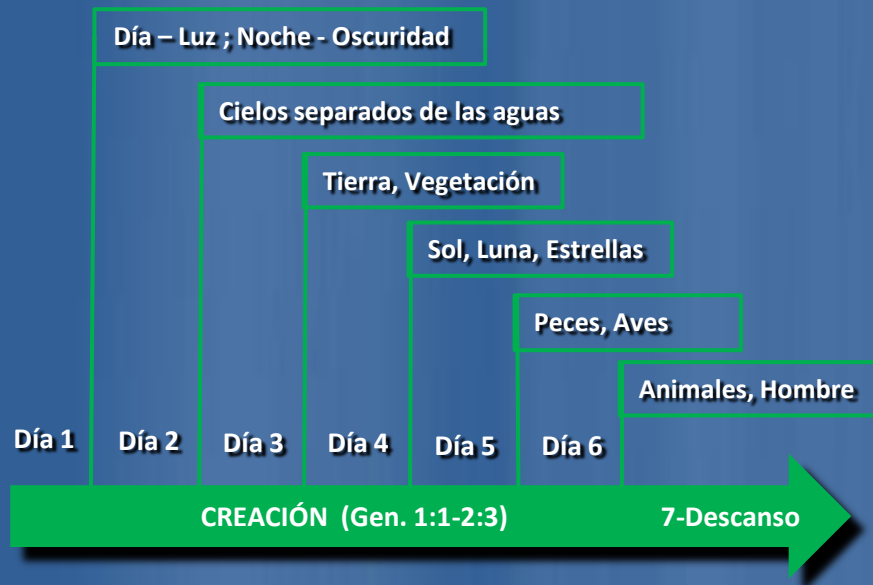 Día – Luz ; Noche - Oscuridad
Cielos separados de las aguas
Tierra, Vegetación
Sol, Luna, Estrellas
Peces, Aves
Animales, Hombre
Día 1
Día 2
Día 3
Día 4
Día 5
Día 6
CREACIÓN (Gen. 1:1-2:3)
7-Descanso